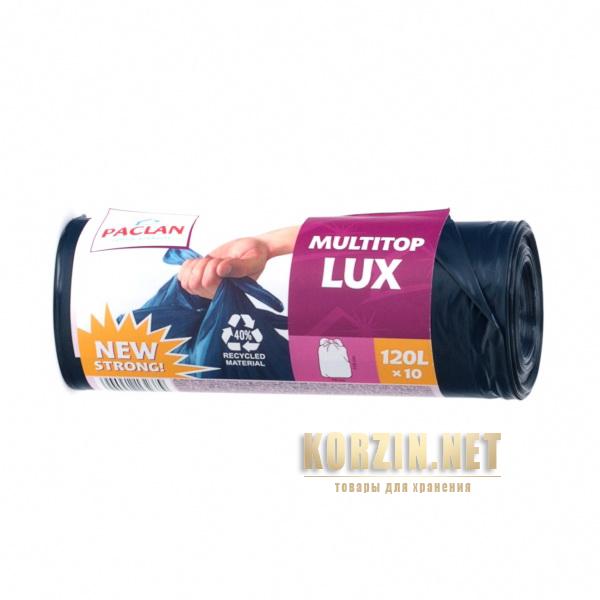 PACLAN
MULTITOP
LUX
40%
RECYCLED
MATERIAL
NEW
STRONG!
120L
×10
KORZIN.NET
товары для хранения